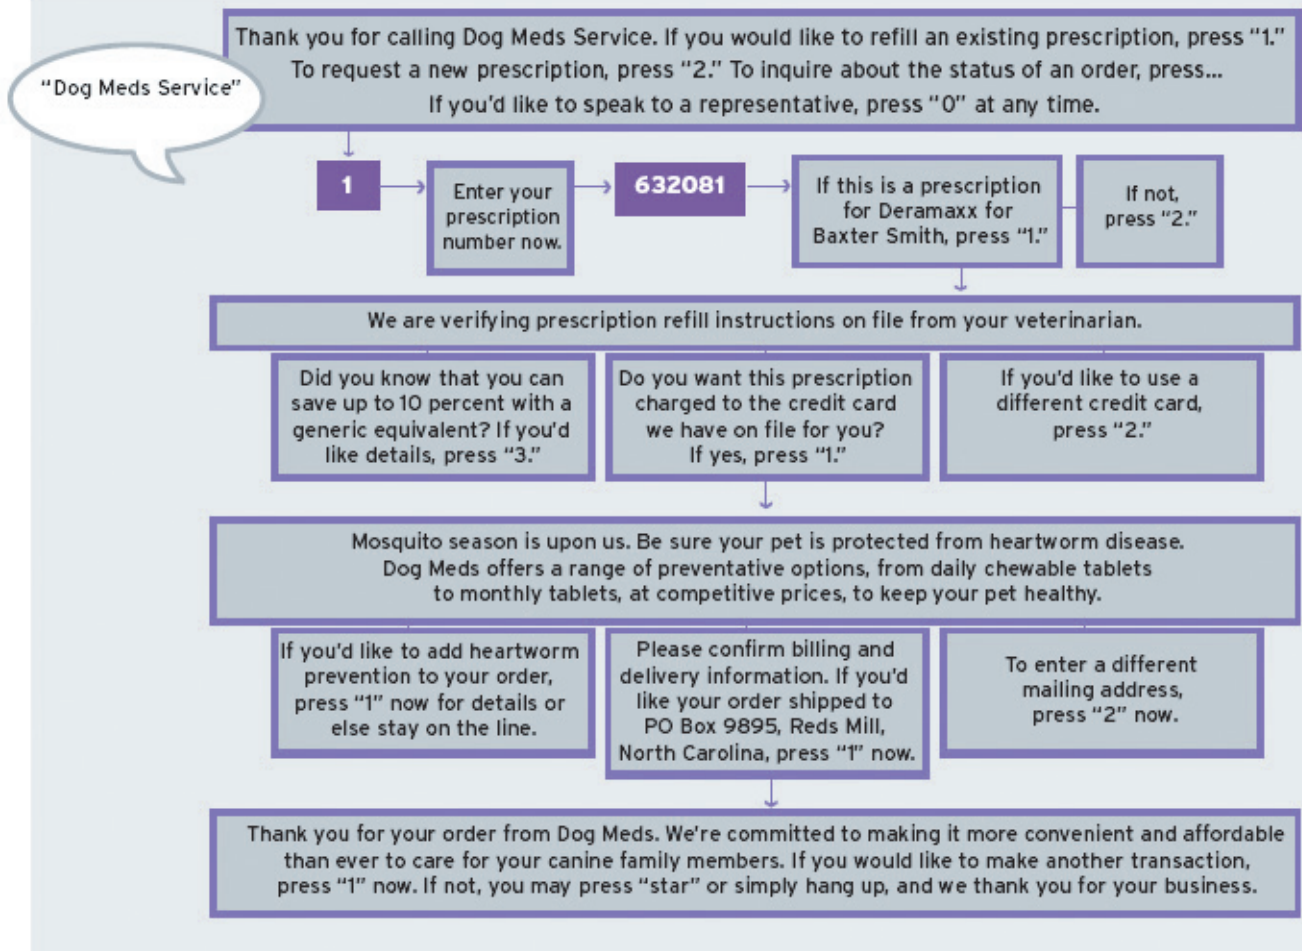 Thank you for calling Dog Meds Service. If you would like to refill an existing prescription, press “1.”
To request a new prescription, press “2.” To inquire about the status of an order, press...
If you’d like to speak to a representative, press “0” at any time.
“Dog Meds Service”
1
Enter your
prescription
number now.
632081
If this is a prescription
for Deramaxx for
Baxter Smith, press “1.”
If not,
press “2.”
We are verifying prescription refill instructions on file from your veterinarian.
Did you know that you can
save up to 10 percent with a
generic equivalent? If you’d
like details, press “3.”
Do you want this prescription
charged to the credit card
we have on file for you?
If yes, press “1.”
If you’d like to use a
different credit card,
press “2.”
Mosquito season is upon us. Be sure your pet is protected from heartworm disease.
Dog Meds offers a range of preventative options, from daily chewable tablets
to monthly tablets, at competitive prices, to keep your pet healthy.
If you’d like to add heartworm
prevention to your order,
press “1” now for details or
else stay on the line.
Please confirm billing and
delivery information. If you’d
like your order shipped to
PO Box 9895, Reds Mill,
North Carolina, press “1” now.
To enter a different
mailing address,
press “2” now.
Thank you for your order from Dog Meds. We’re committed to making it more convenient and affordable
than ever to care for your canine family members. If you would like to make another transaction,
press “1” now. If not, you may press “star” or simply hang up, and we thank you for your business.